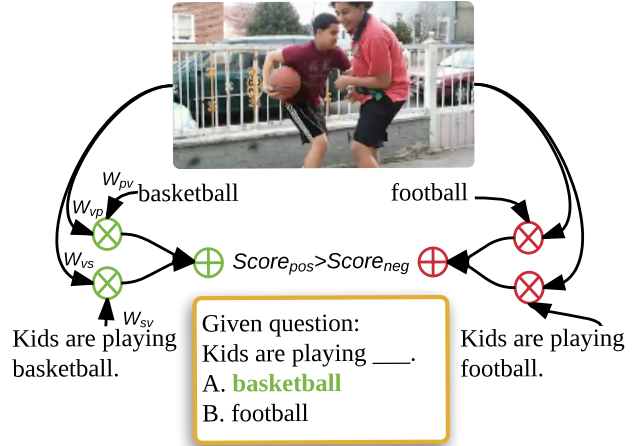 W_pv
basketball
football
W_vp
W_vs
Score_pos>Score_neg
W_sv
Kids are playing
basketball.
Kids are playing
football.
Given question:
Kids are playing ___.
A. basketball
B. football